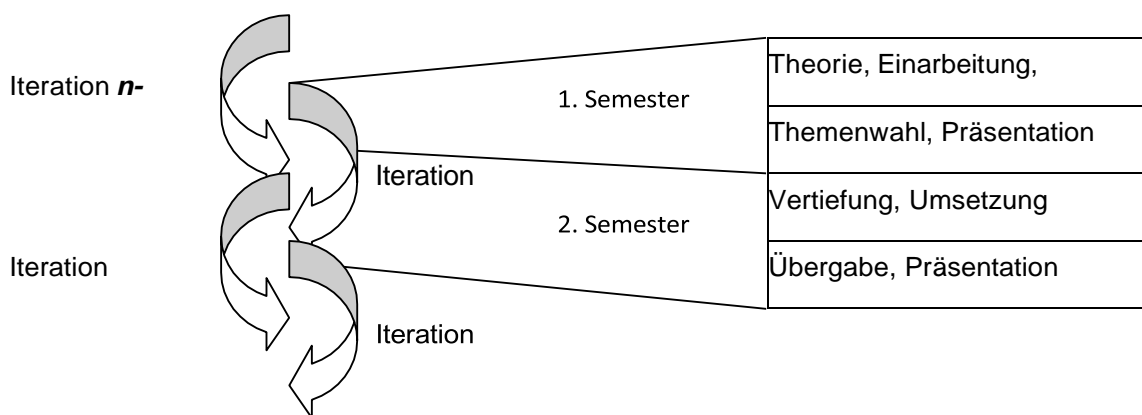 Iteration n-
1. Semester
Theorie, Einarbeitung,
Themenwahl, Präsentation
Iteration
2. Semester
Vertiefung, Umsetzung
Iteration
Übergabe, Präsentation
Iteration